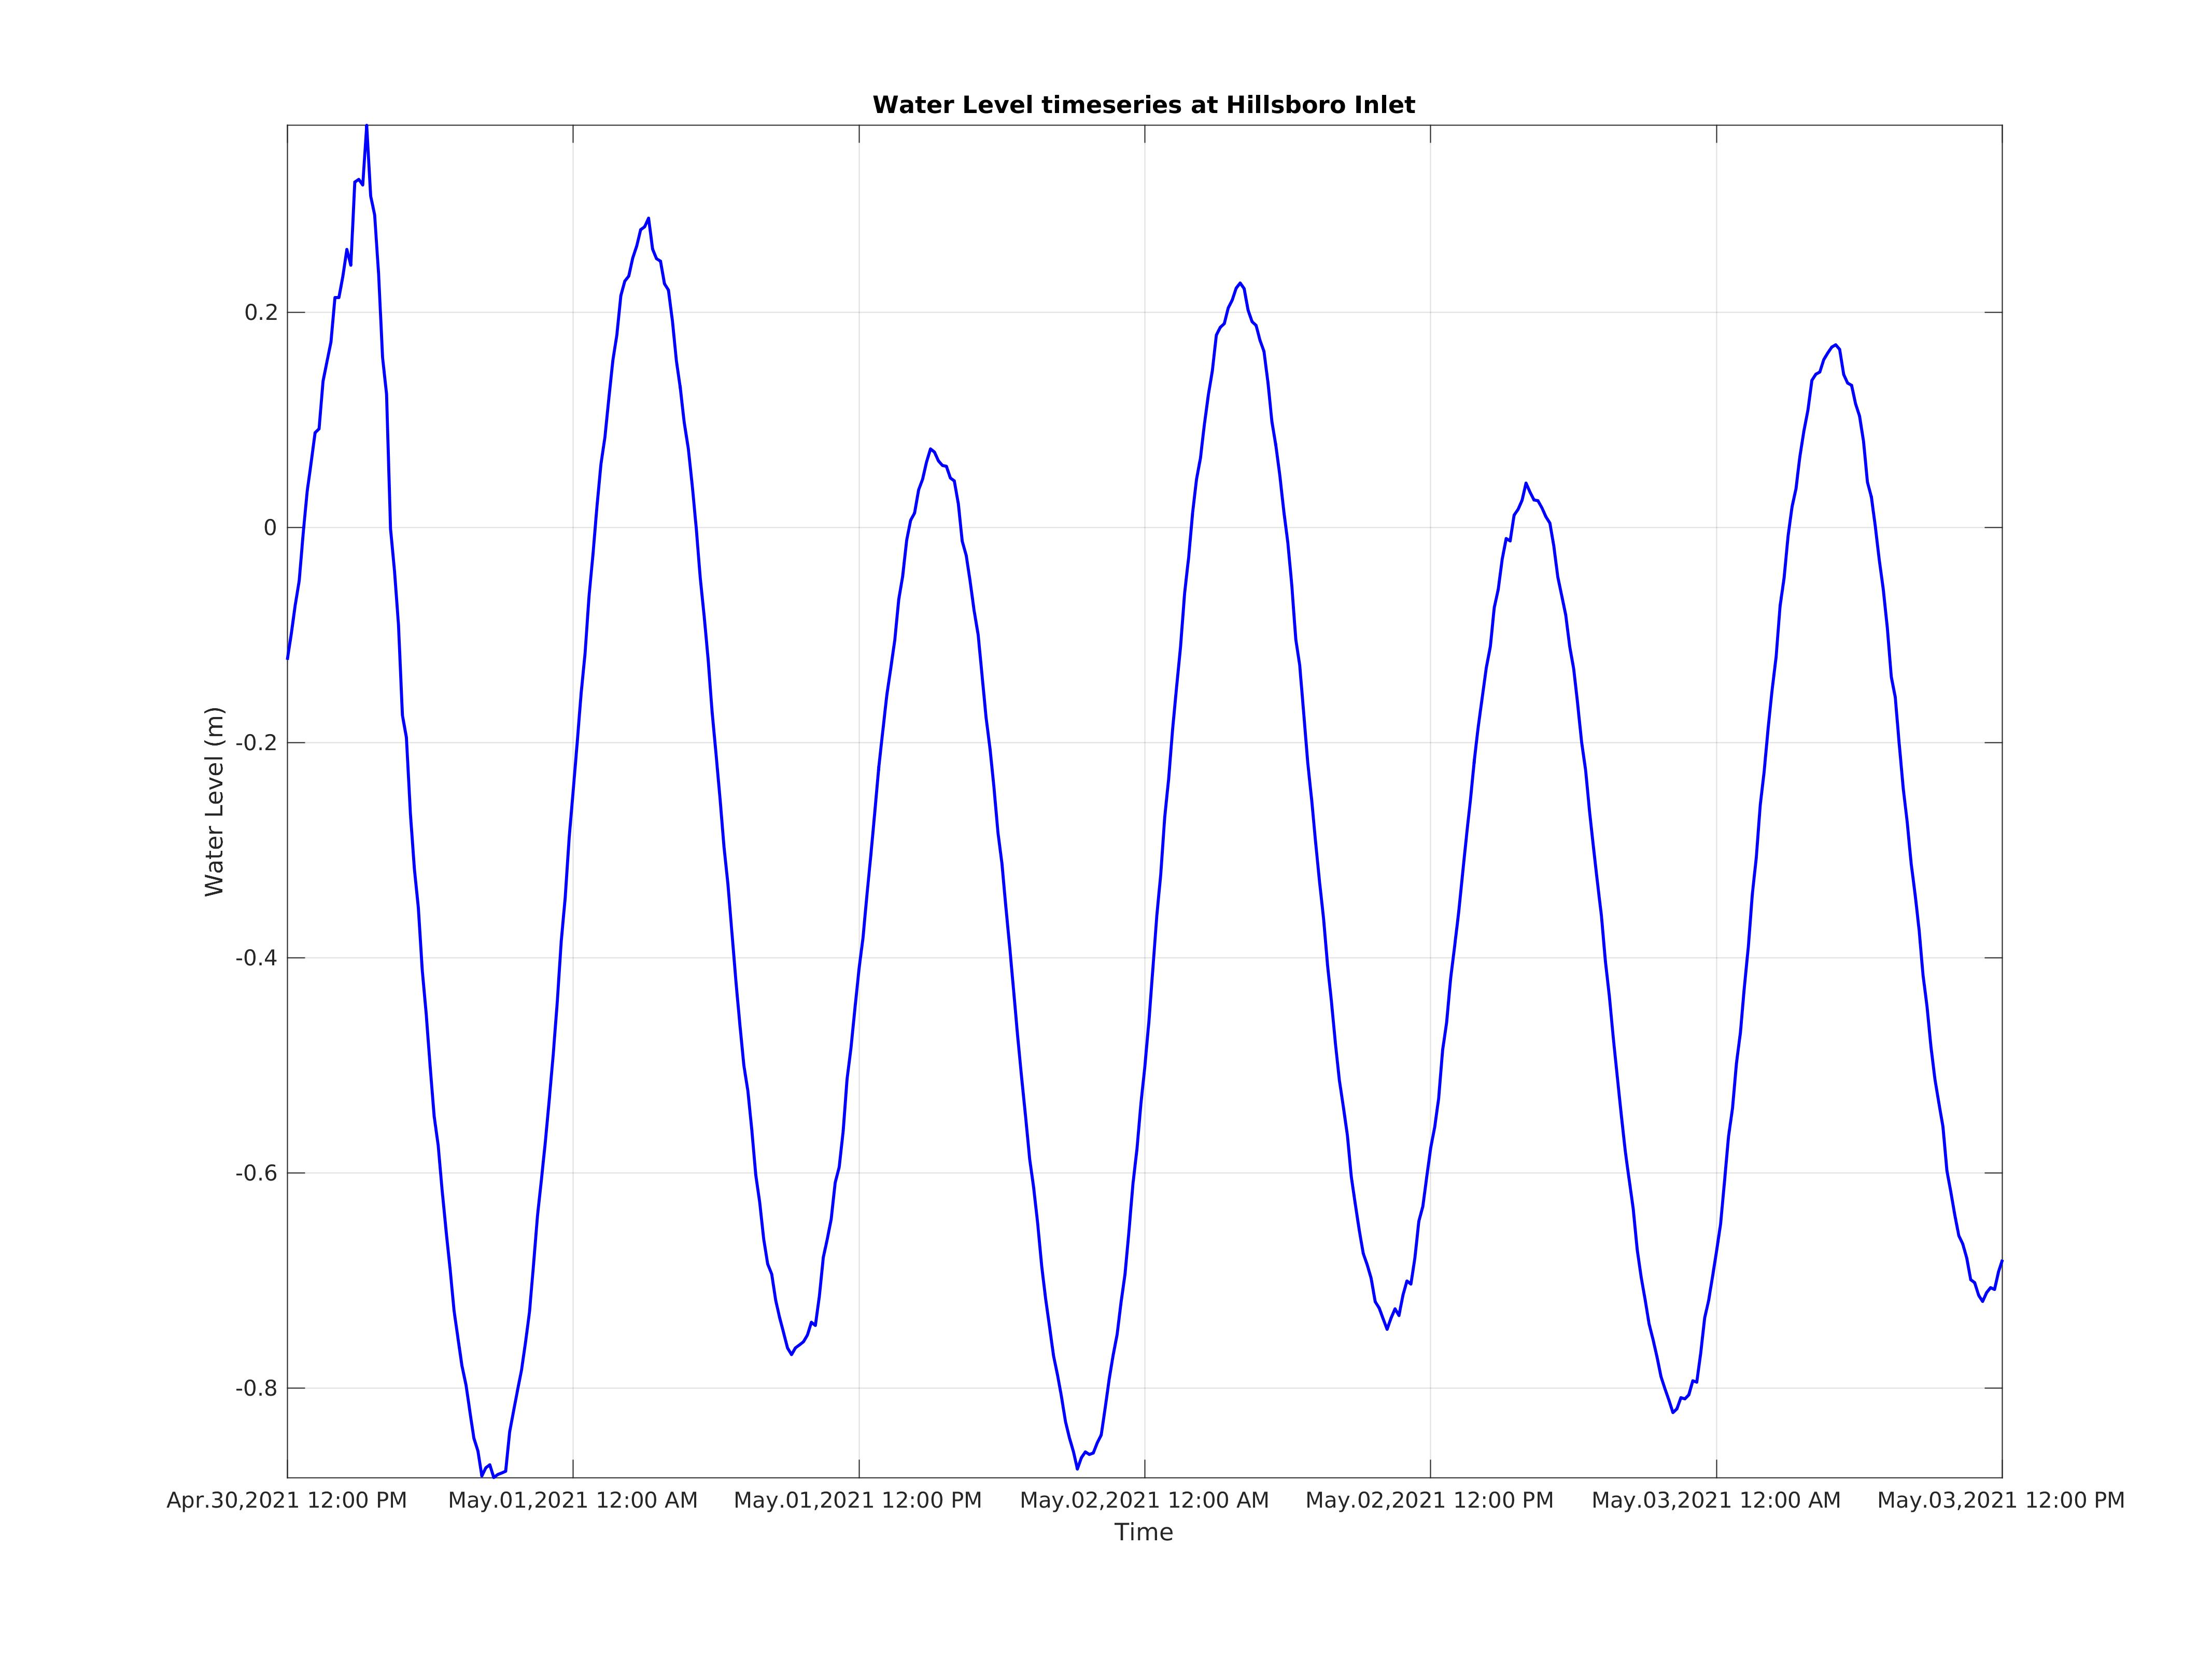 Water Level timeseries at Hillsboro Inlet
0.2
0
-0.2
-0.4
-0.6
-0.8
Water Level (m)
Apr.30,2021 12:00 PM
May.01,2021 12:00 AM
May.01,2021 12:00 PM
May.02,2021 12:00 AM
May.02,2021 12:00 PM
May.03,2021 12:00 AM
May.03,2021 12:00 PM
Time